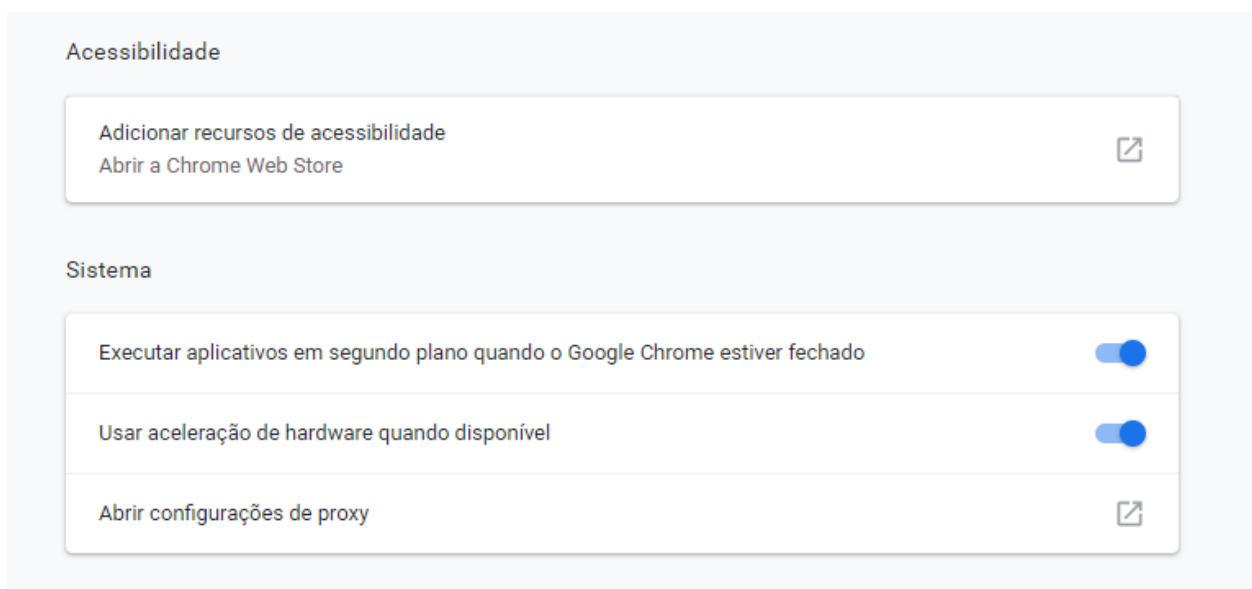 Acessibilidade
Adicionar recursos de acessibilidade
Abrir a Chrome Web Store
Sistema
Executar aplicativos em segundo plano quando o Google Chrome estiver fechado
Usar aceleração de hardware quando disponível
Abrir configurações de proxy